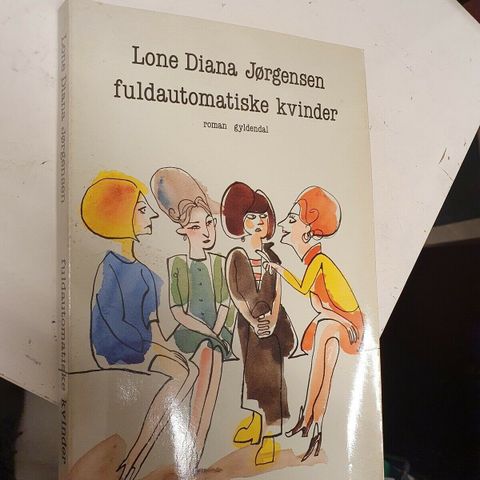 Lone Diana Jørgensen
fuldautomatiske kvinder
roman gyldendal
Lone Diana Jørgensen
fuldautomatiske kvinder